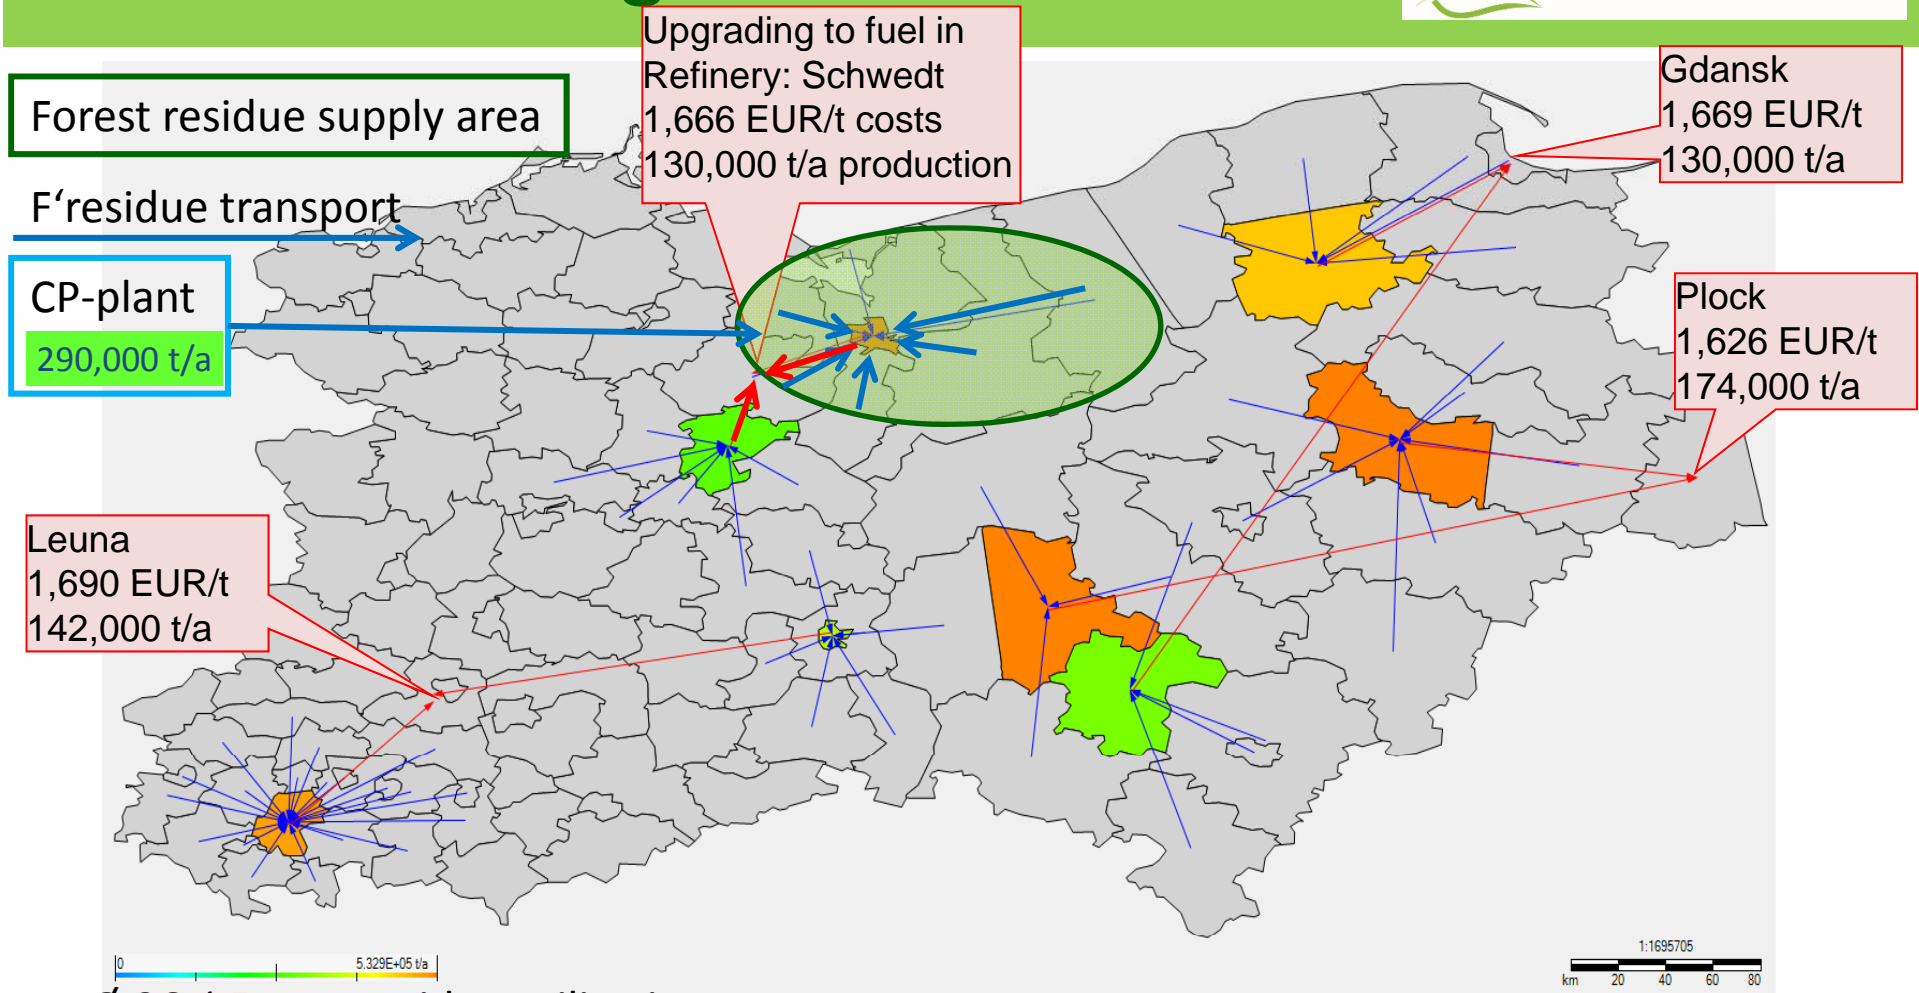 Upgrading to fuel in
Refinery: Schwedt
1,666 EUR/t costs
130,000 t/a production
Gdansk
1,669 EUR/t
130,000 t/a
Forest residue supply area
F‘residue transport
CP-plant
290,000 t/a
Plock
1,626 EUR/t
174,000 t/a
Leuna
1,690 EUR/t
142,000 t/a
0
5.329E+05 t/a
1:1695705
km 20 40 60 80